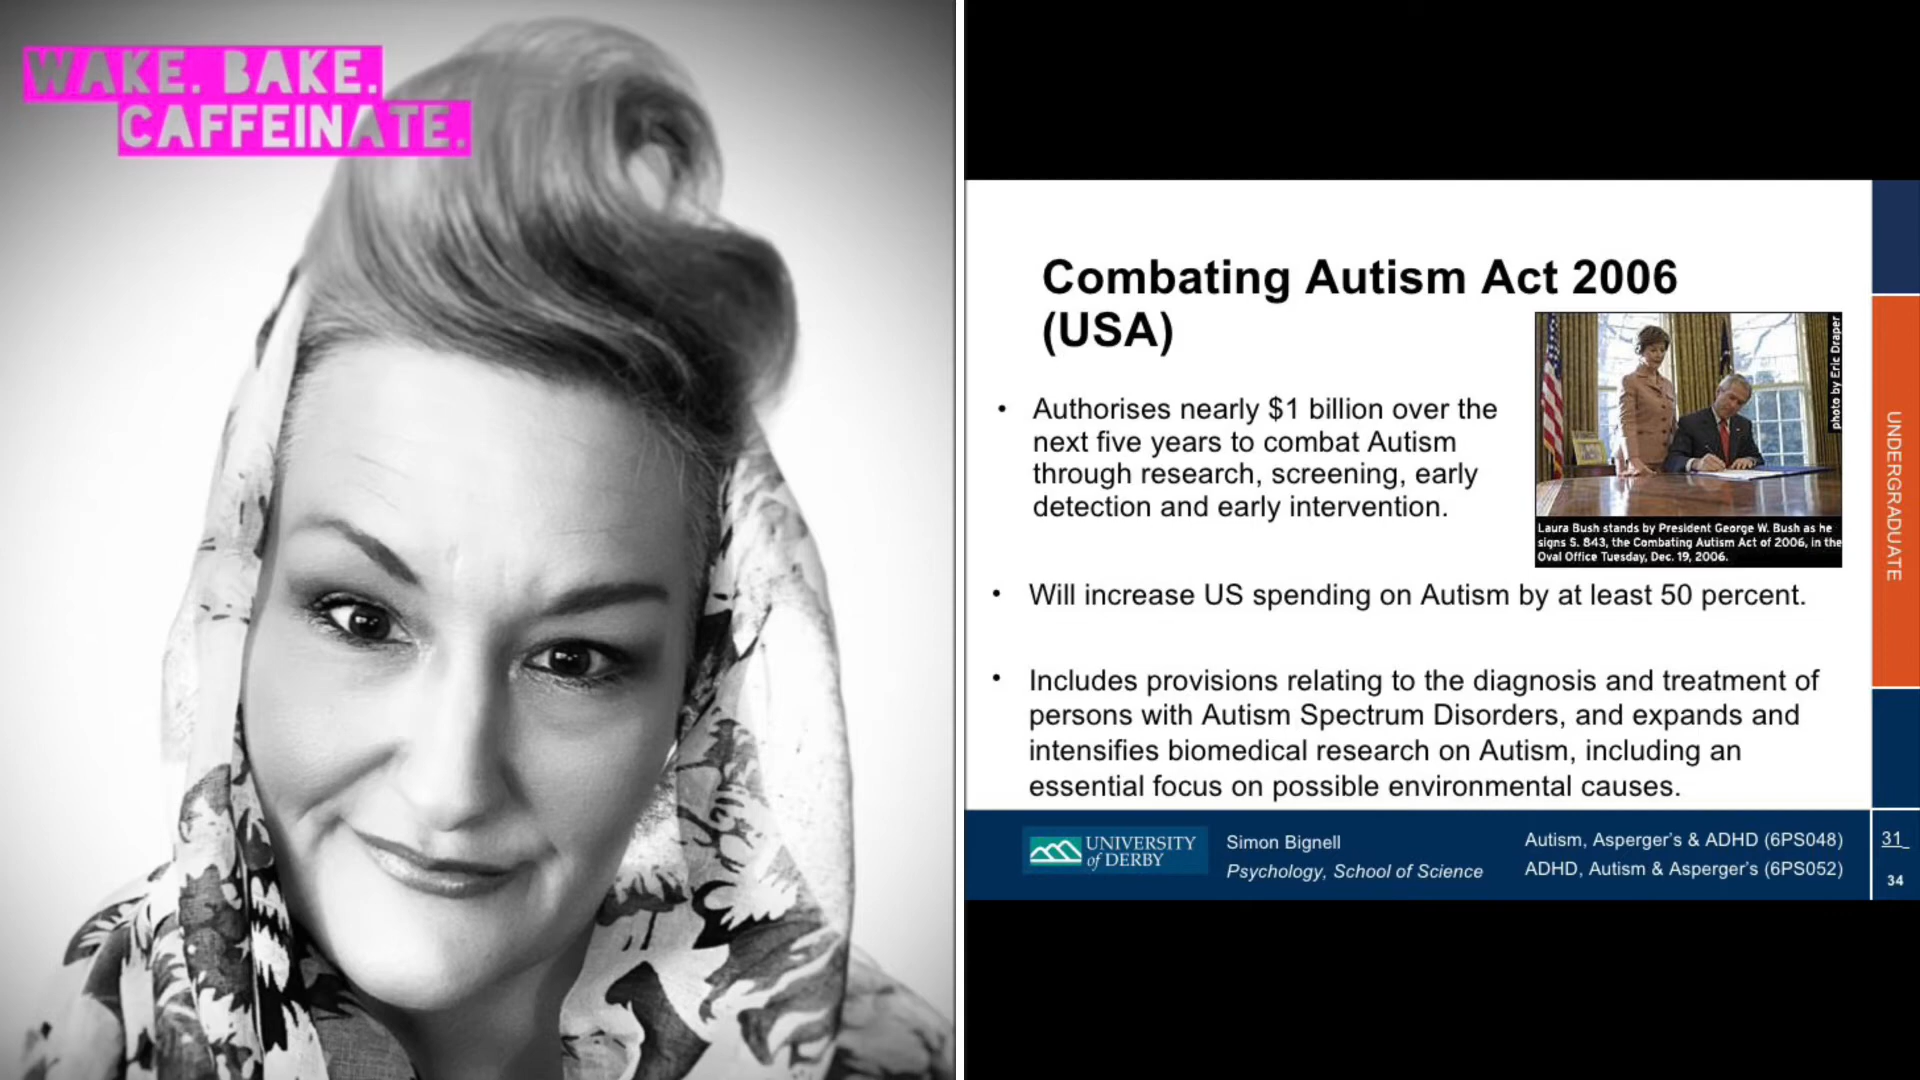 WAKE. BAKE.
CAFFEINATE.
Combating Autism Act 2006
(USA)
• Authorises nearly $1 billion over the
next five years to combat Autism
through research, screening, early
detection and early intervention.
photo by Eric Draper
Laura Bush stands by President George W. Bush as he
signs S. 843, the Combating Autism Act of 2006, in the
Oval Office Tuesday, Dec. 19, 2006.
• Will increase US spending on Autism by at least 50 percent.
• Includes provisions relating to the diagnosis and treatment of
persons with Autism Spectrum Disorders, and expands and
intensifies biomedical research on Autism, including an
essential focus on possible environmental causes.
UNDERGRADUATE
UNIVERSITY
of DERBY
Simon Bignell
Psychology, School of Science
Autism, Asperger's & ADHD (6PS048)
ADHD, Autism & Asperger's (6PS052)
31
34